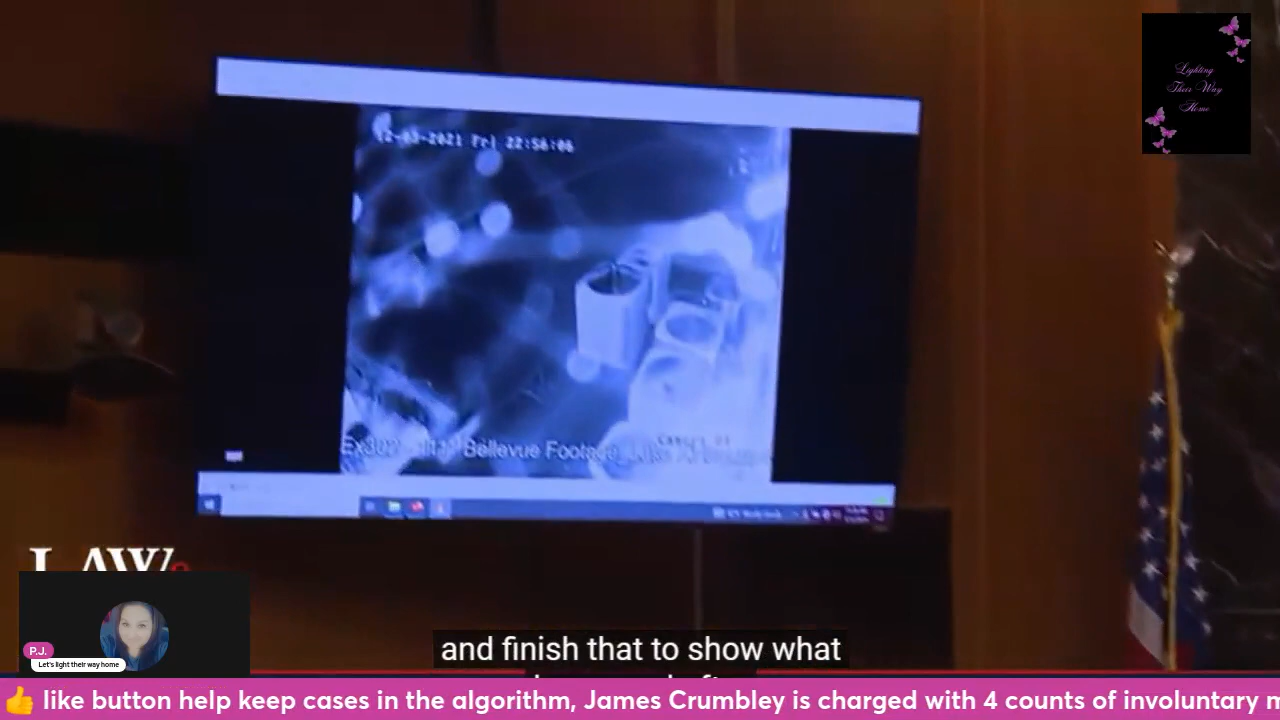 Lighting
Their Way
Home
12-03-2021 Fri 22:56:06
Bellevue Footage
LAW&
P.J.
Let's light their way home
and finish that to show what
👍 like button help keep cases in the algorithm, James Crumbley is charged with 4 counts of involuntary m